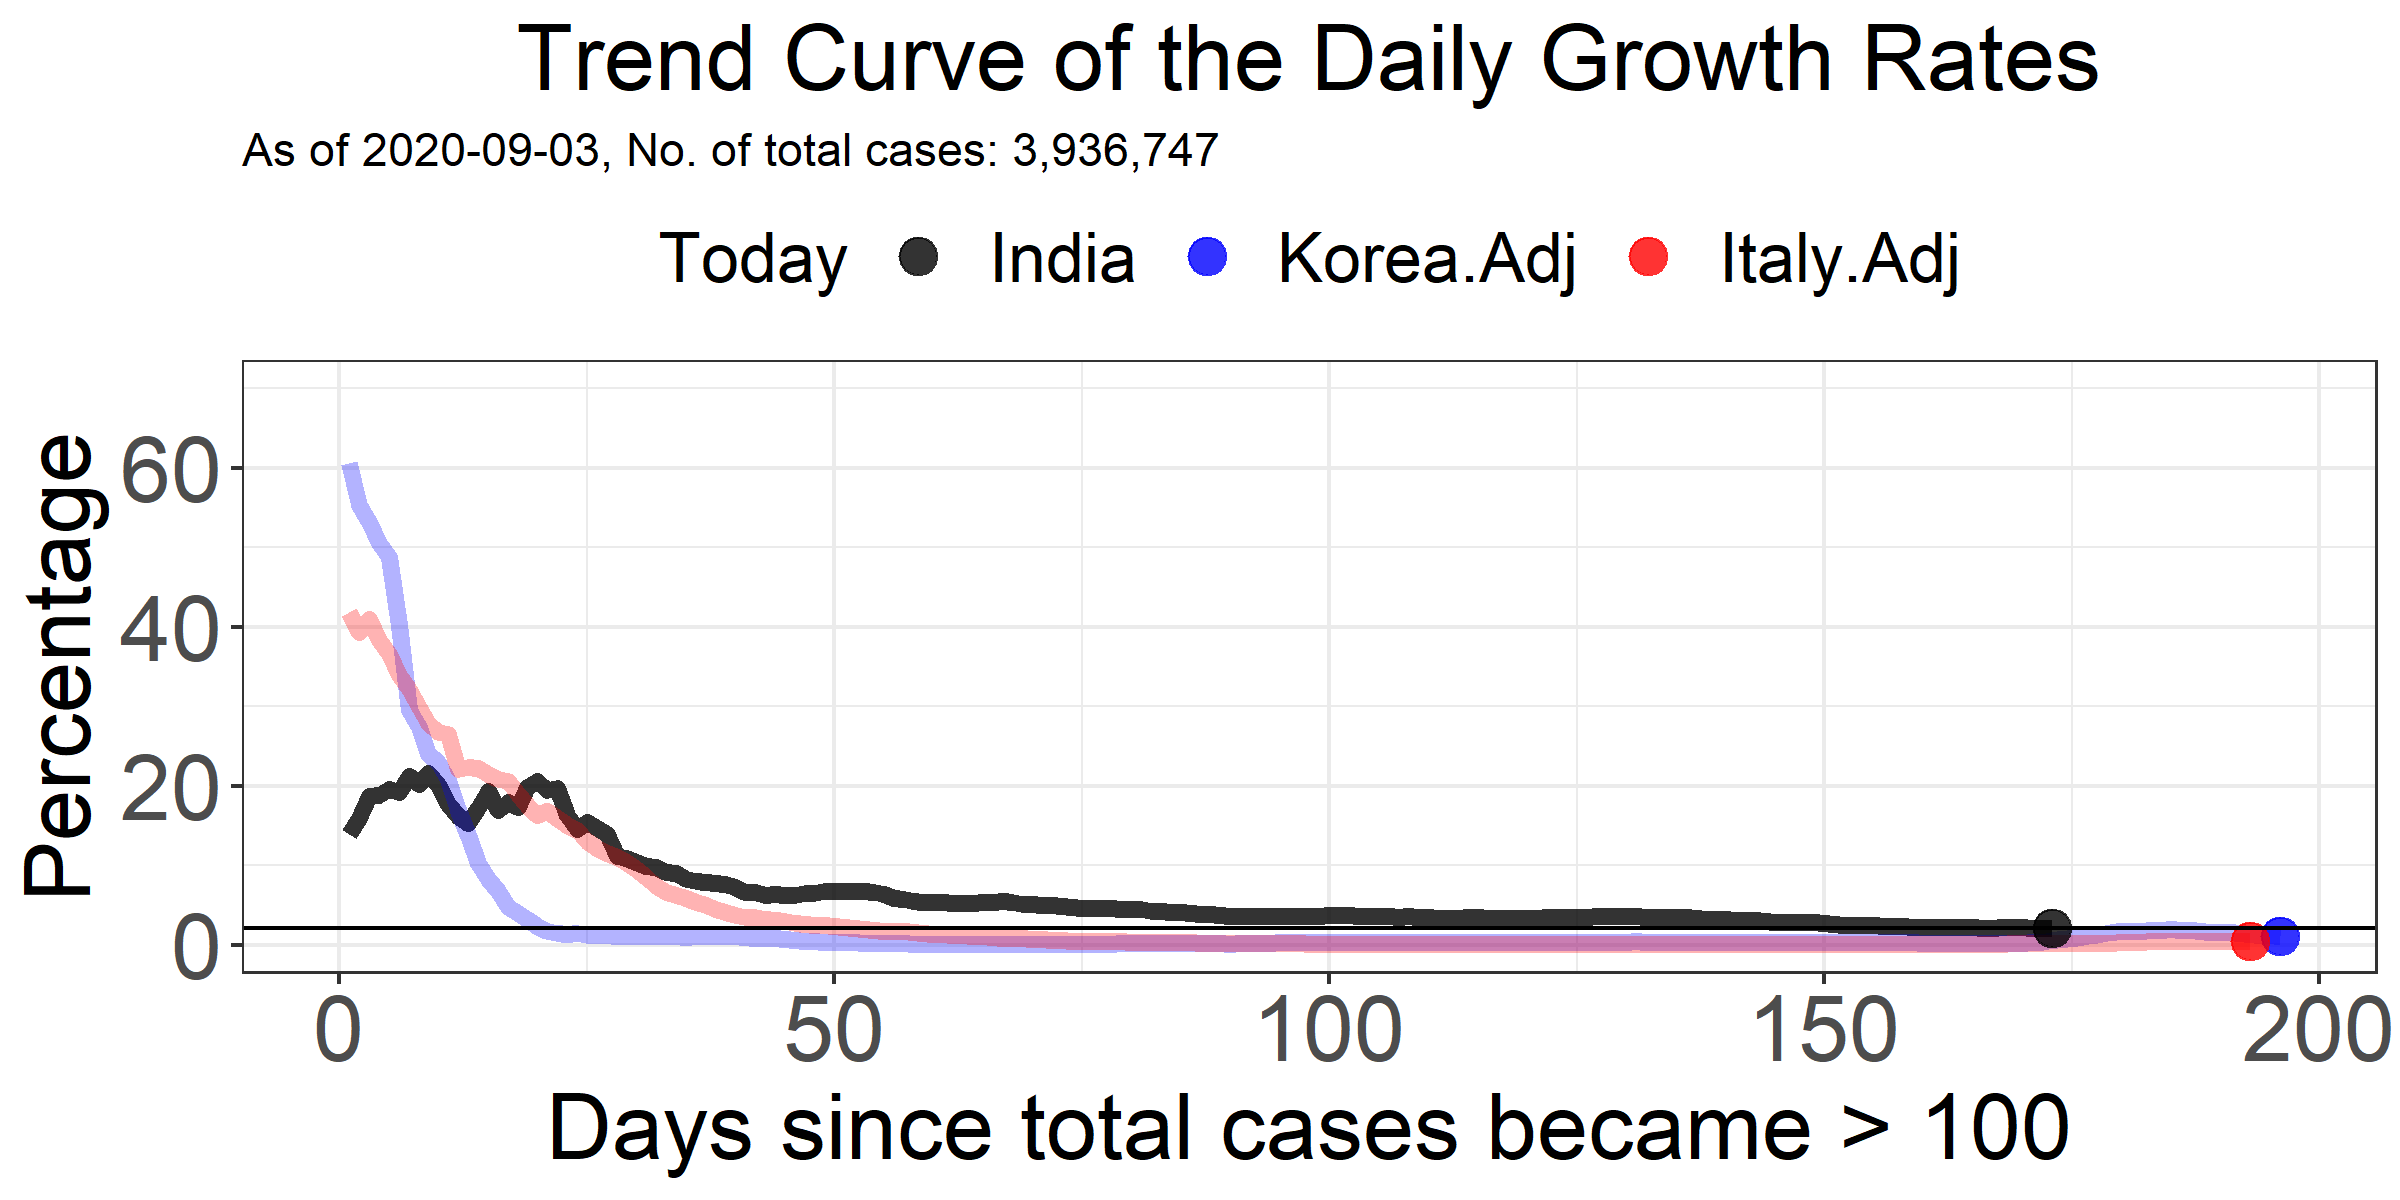 Trend Curve of the Daily Growth Rates
As of 2020-09-03, No. of total cases: 3,936,747
Today India Korea.Adj Italy.Adj
Percentage
60
40
20
0
0 50 100 150 200
Days since total cases became > 100